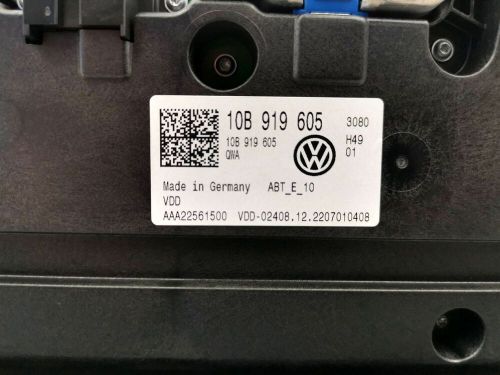 10B 919 605 3080
10B 919 605 H49
QWA 01
Made in Germany ABT_E_10
VDD
AAA22561500 VDD-02408.12.2207010408